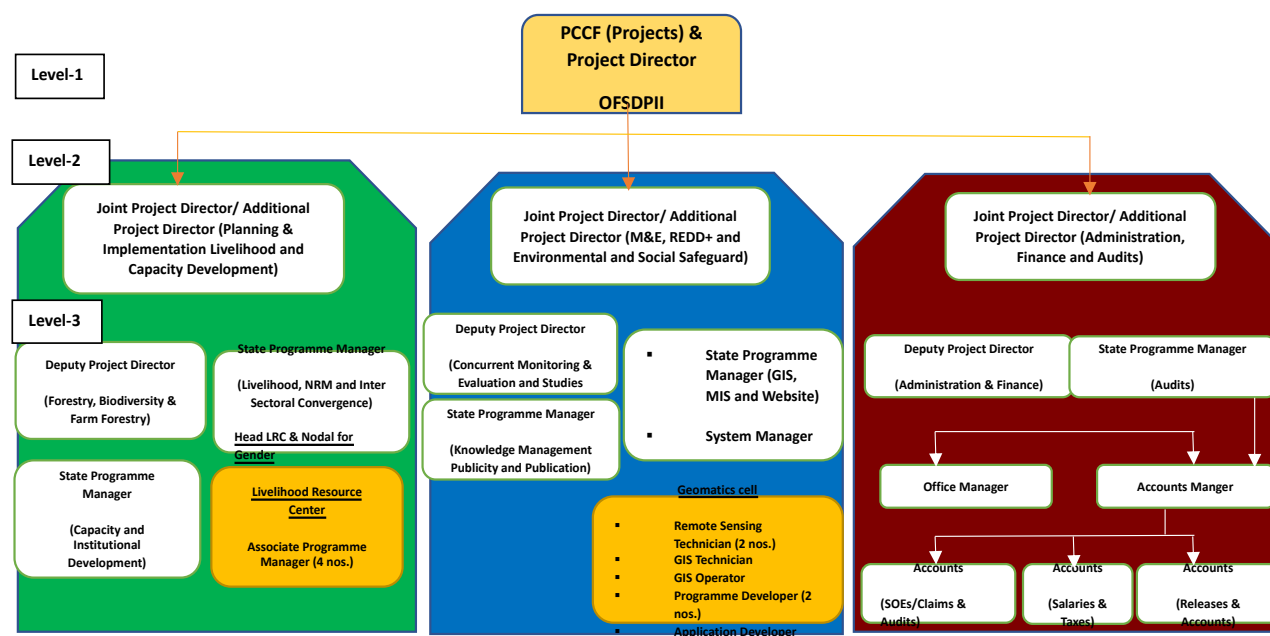 PCCF (Projects) &
Project Director
OFSDPII
Level-1
Level-2
Joint Project Director/ Additional
Project Director (Planning &
Implementation Livelihood and
Capacity Development)
Joint Project Director/ Additional
Project Director (M&E, REDD+ and
Environmental and Social Safeguard)
Joint Project Director/ Additional
Project Director (Administration,
Finance and Audits)
Level-3
Deputy Project Director
(Forestry, Biodiversity &
Farm Forestry)
State Programme Manager
(Livelihood, NRM and Inter
Sectoral Convergence)
Head LRC & Nodal for
Gender
State Programme
Manager
(Capacity and
Institutional
Development)
Livelihood Resource
Center
Associate Programme
Manager (4 nos.)
Deputy Project Director
(Concurrent Monitoring &
Evaluation and Studies
State Programme Manager
(Knowledge Management
Publicity and Publication)
▪ State Programme
Manager (GIS,
MIS and Website)
▪ System Manager
Geomatics cell
▪ Remote Sensing
Technician (2 nos.)
▪ GIS Technician
▪ GIS Operator
▪ Programme Developer (2
nos.)
▪ Application Developer
Deputy Project Director
(Administration & Finance)
State Programme Manager
(Audits)
Office Manager
Accounts Manger
Accounts
(SOEs/Claims &
Audits)
Accounts
(Salaries &
Taxes)
Accounts
(Releases &
Accounts)